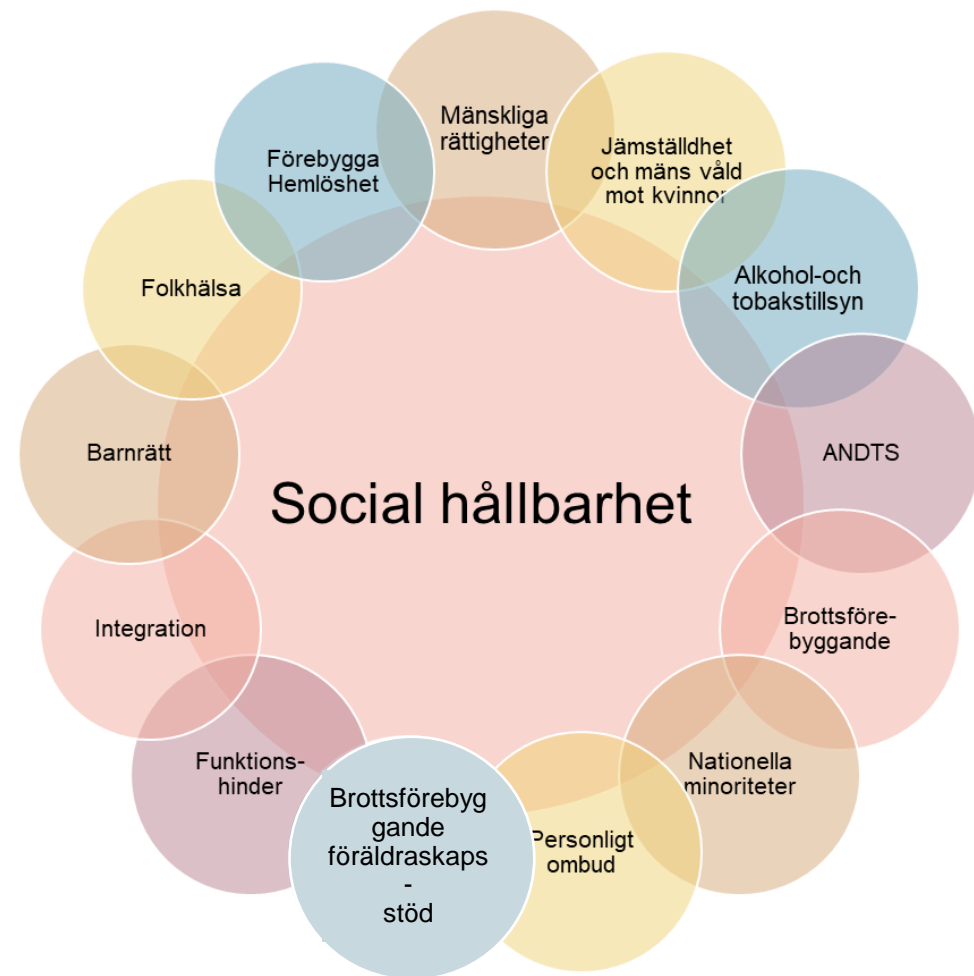 Mänskliga
rättigheter
Jämställdhet
och mäns våld
mot kvinnor
Alkohol-och
tobakstillsyn
ANDTS
Brottsföre-
byggande
Nationella
minoriteter
Personligt
ombud
Brottsförebyg
gande
föräldraskaps
-
stöd
Funktions-
hinder
Integration
Barnrätt
Folkhälsa
Förebygga
Hemlöshet
Social hållbarhet